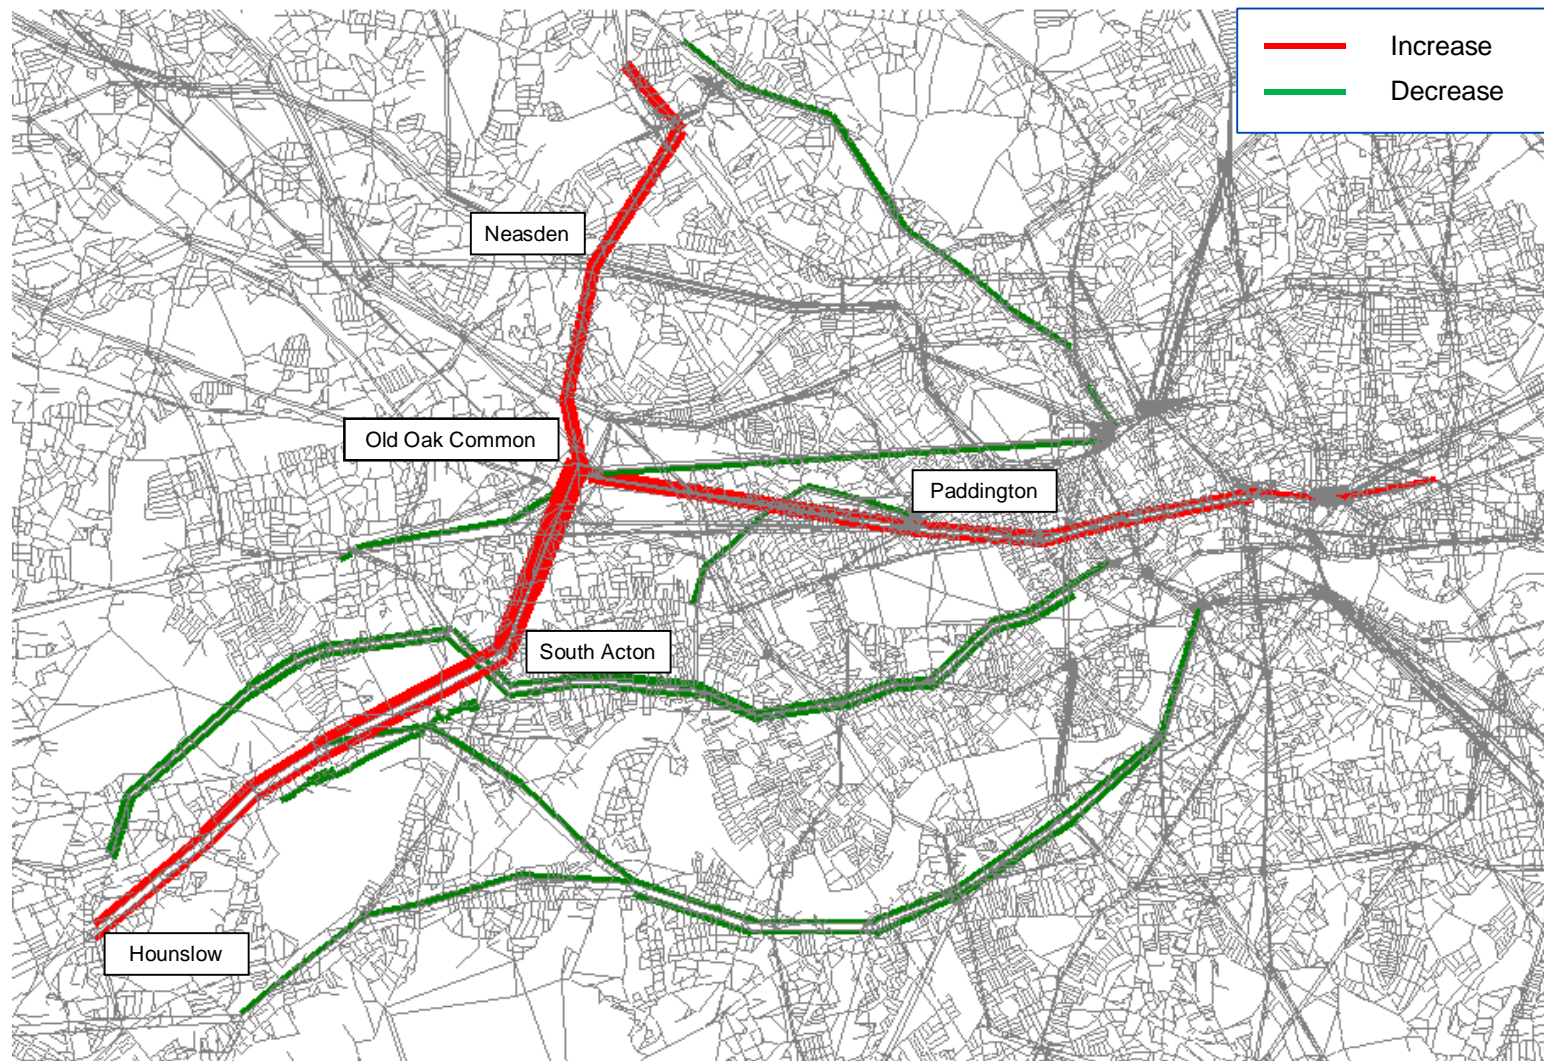 Increase
Decrease
Neasden
Old Oak Common
Paddington
South Acton
Hounslow